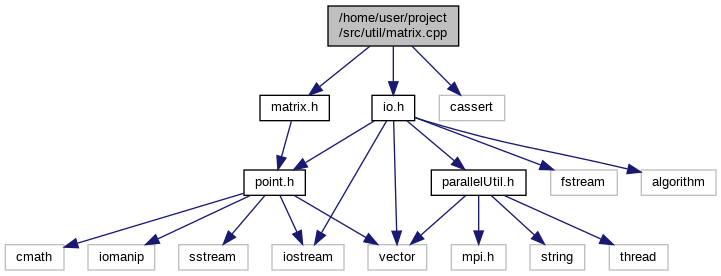 /home/user/project
/src/util/matrix.cpp
matrix.h
io.h
cassert
point.h
parallelUtil.h
fstream
algorithm
cmath
iomanip
sstream
iostream
vector
mpi.h
string
thread